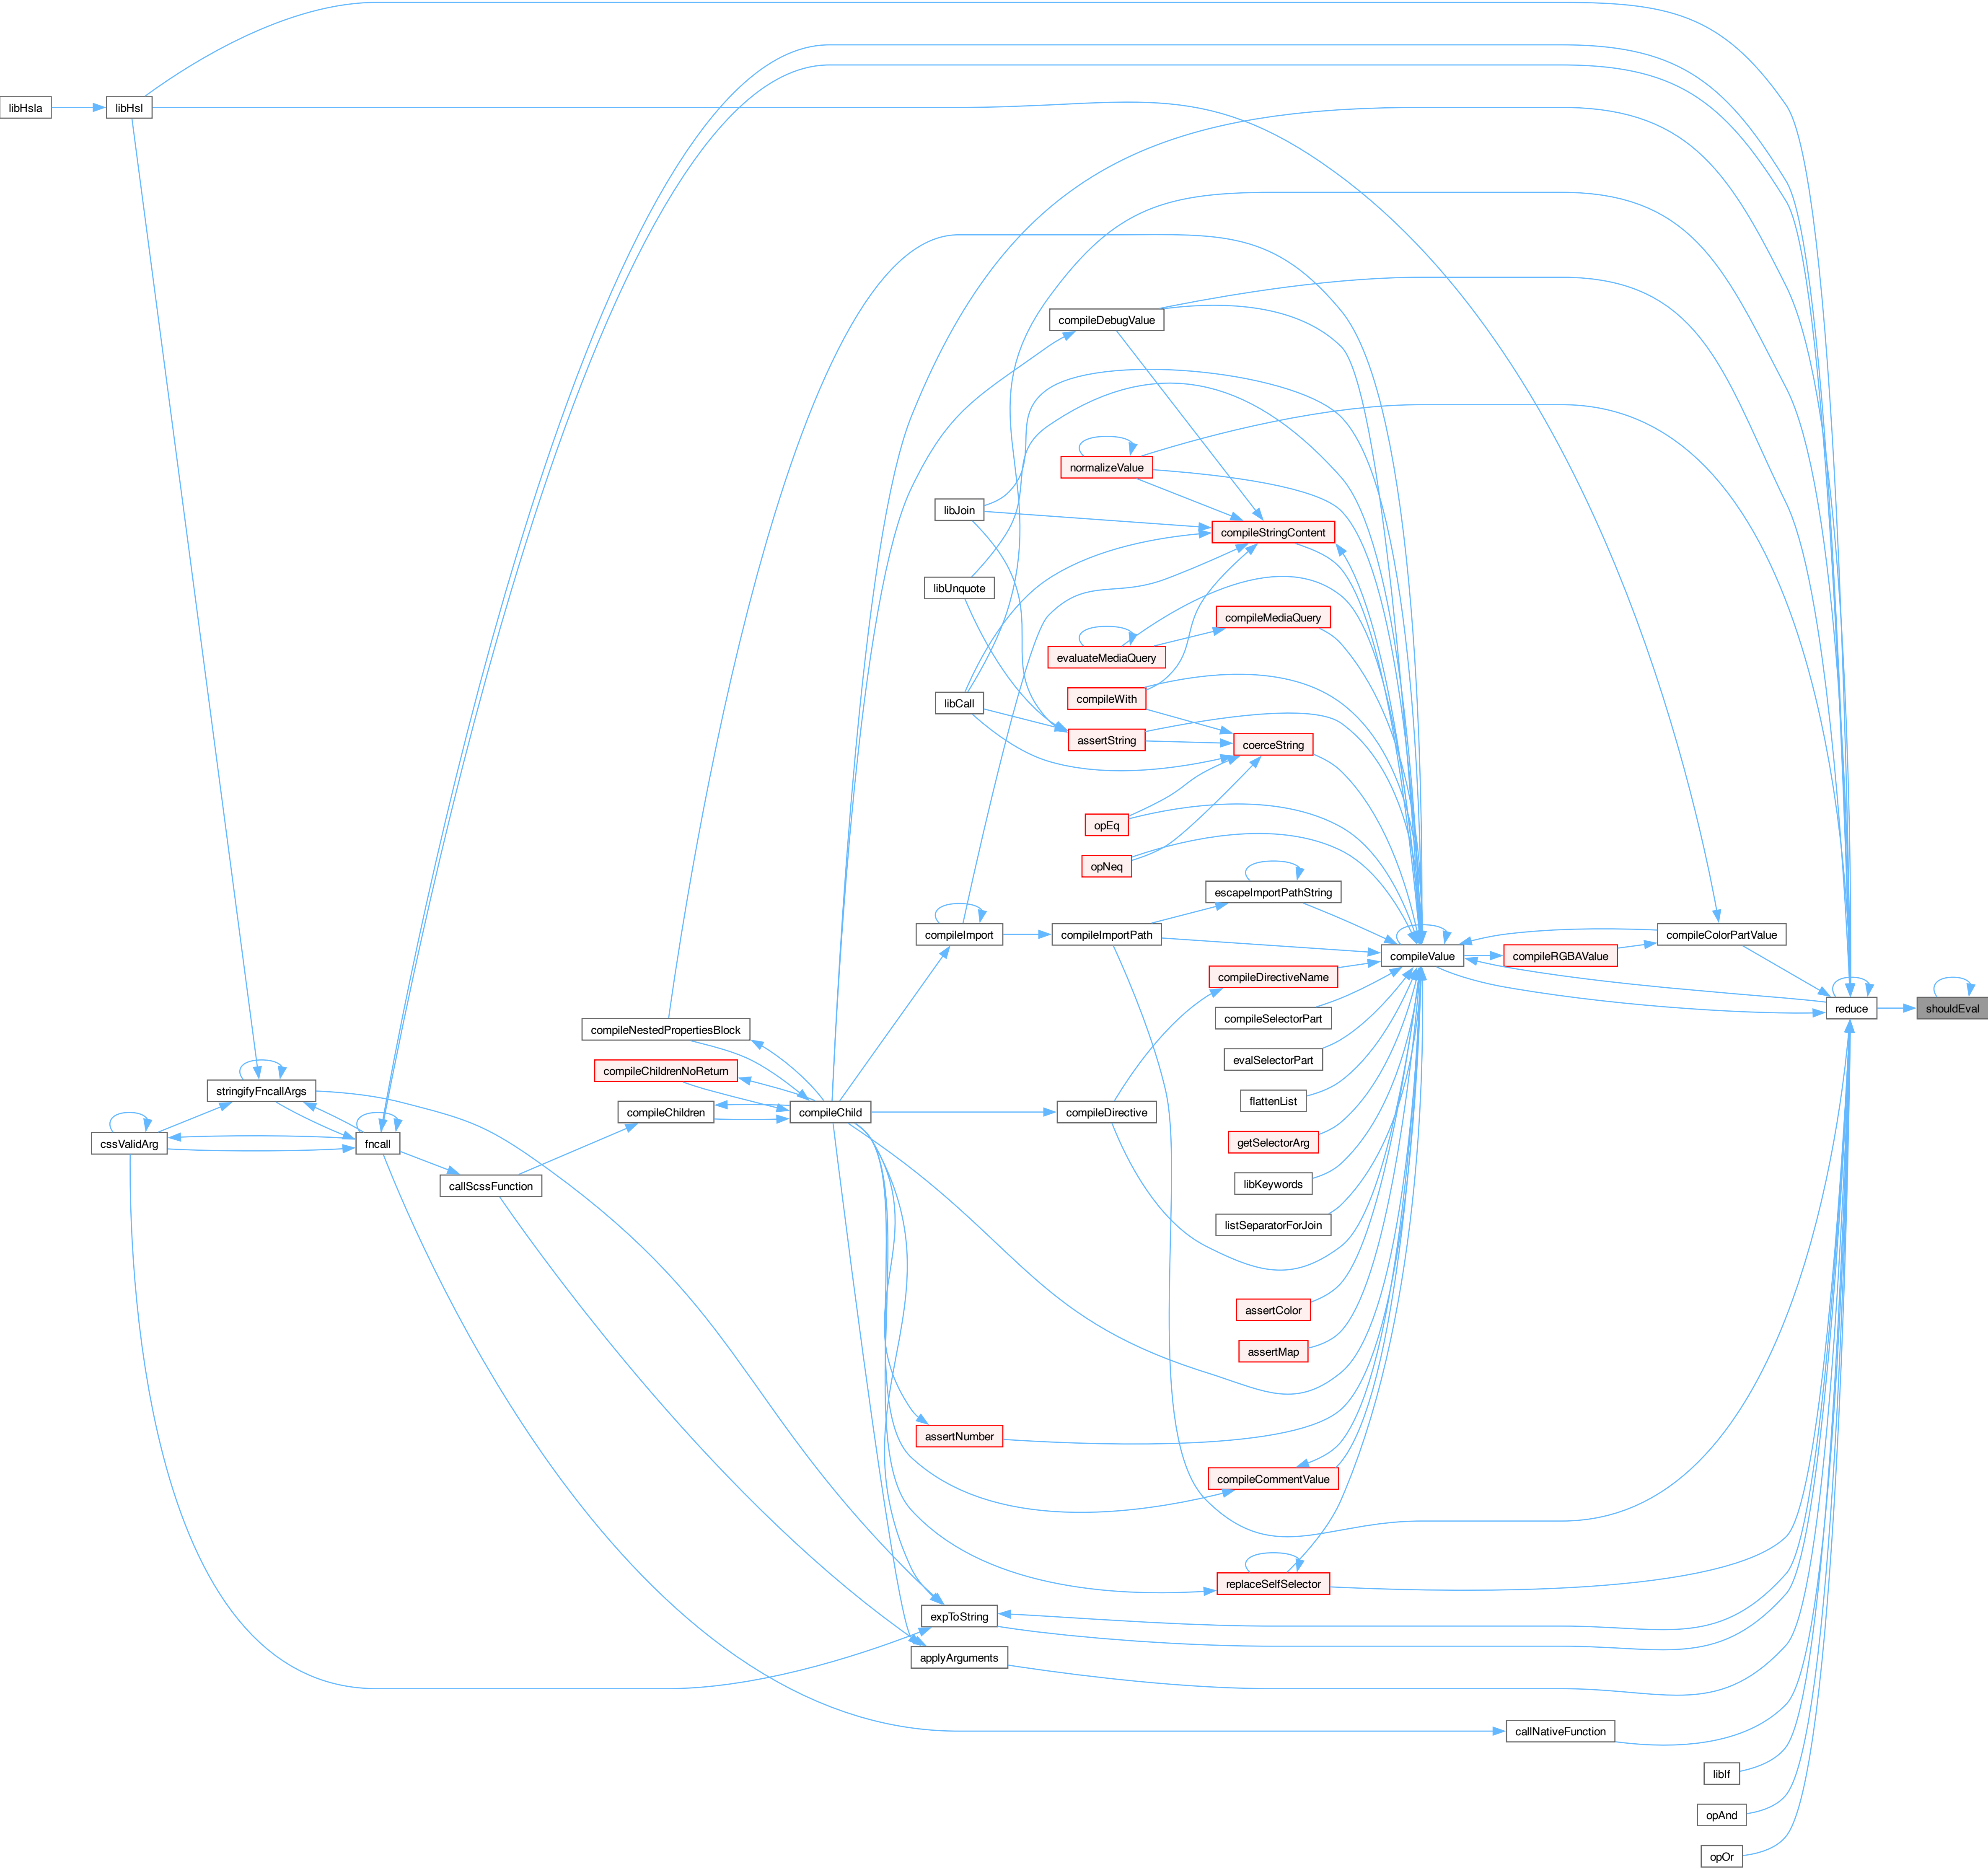 libHsla
libHsl
compileDebugValue
normalizeValue
libJoin
compileStringContent
libUnquote
compileMediaQuery
evaluateMediaQuery
compileWith
libCall
assertString
coerceString
opEq
opNeq
escapeImportPathString
compileImport
compileImportPath
compileColorPartValue
compileValue
compileRGBAValue
compileDirectiveName
reduce
shouldEval
compileSelectorPart
compileNestedPropertiesBlock
evalSelectorPart
compileChildrenNoReturn
stringifyFncallArgs
flattenList
compileChildren
compileChild
compileDirective
cssValidArg
fncall
getSelectorArg
callScssFunction
libKeywords
listSeparatorForJoin
assertColor
assertMap
assertNumber
compileCommentValue
replaceSelfSelector
expToString
applyArguments
callNativeFunction
libIf
opAnd
opOr